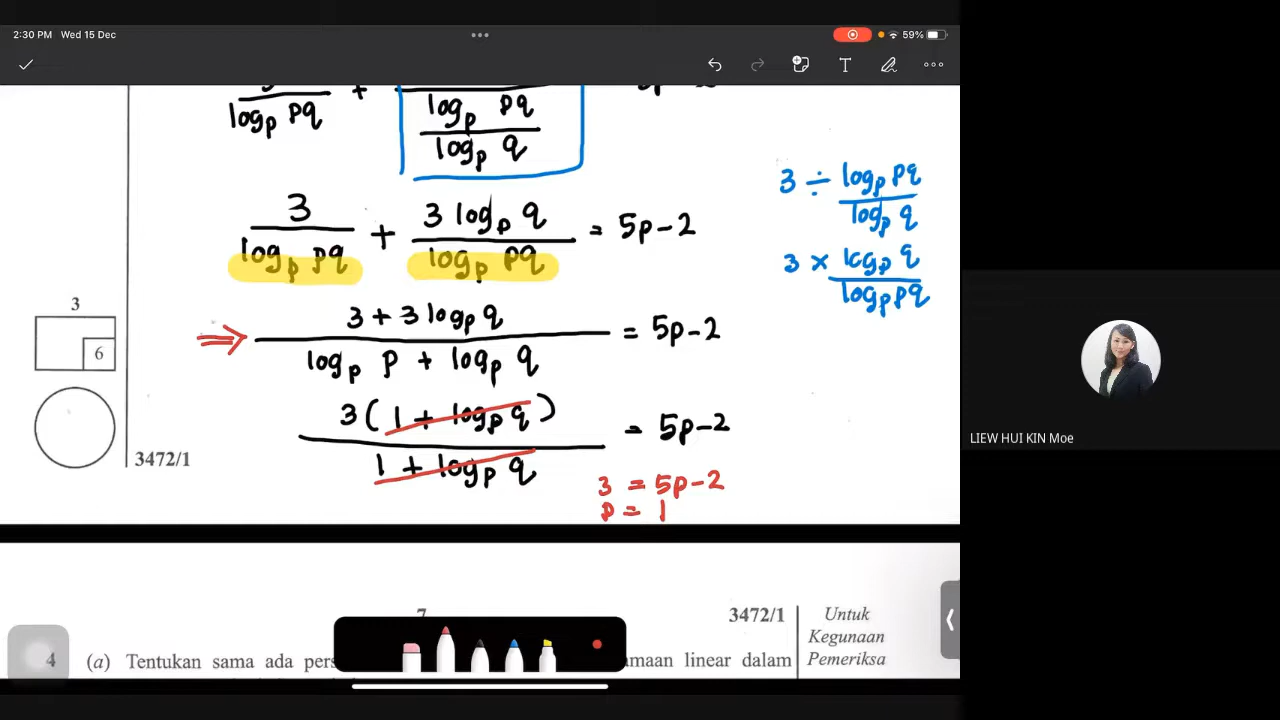 2:30 PM Wed 15 Dec
59%
log_p pq +
log_p pq
log_p q
3/(log_p pq) + (3 log_p q)/(log_p pq) = 5p-2
(3 + 3 log_p q)/(log_p p + log_p q) = 5p-2
(3(1 + log_p q))/(1 + log_p q) = 5p-2
3 = 5p-2
p = 1
3 ÷ (log_p pq)/(log_p q)
3 × (log_p q)/(log_p pq)
3
6
3472/1
LIEW HUI KIN Moe
7
3472/1
Untuk
Kegunaan
Pemeriksa
4 (a) Tentukan sama ada linear dalam